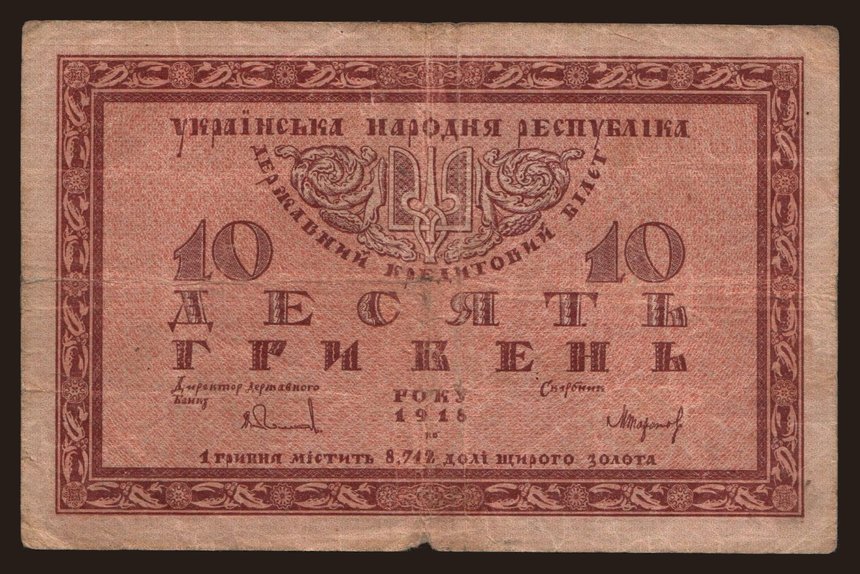 УКРАЇНСЬКА НАРОДНЯ РЕСПУБЛІКА
ДЕРЖАВНИЙ КРЕДИТОВИЙ БІЛЄТ
10 10
ДЕСЯТЬ
ГРИВЕНЬ
Директор державного Скарбник
Банку
РОКУ
1918
1 ГРИВНЯ МІСТИТЬ 8,712 ДОЛІ ЩИРОГО ЗОЛОТА